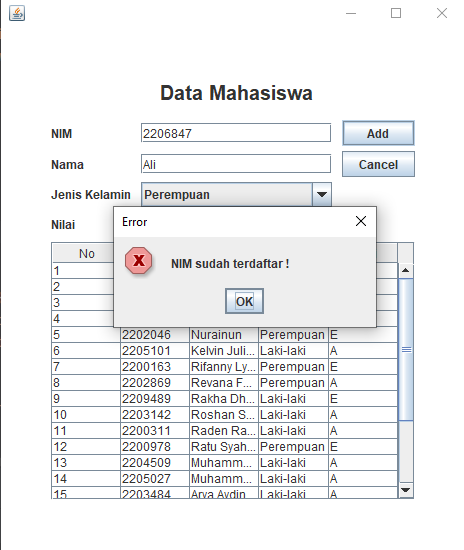 Data Mahasiswa
NIM 2206847 Add
Nama Ali Cancel
Jenis Kelamin Perempuan
Nilai
Error
NIM sudah terdaftar !
OK
No
1
2
3
4
5 2202046 Nurainun Perempuan E
6 2205101 Kelvin Juli... Laki-laki A
7 2200163 Rifanny Ly... Perempuan E
8 2202869 Revana F... Perempuan A
9 2209489 Rakha Dh... Laki-laki E
10 2203142 Roshan S... Laki-laki A
11 2200311 Raden Ra... Laki-laki A
12 2200978 Ratu Syah... Perempuan E
13 2204509 Muhamm... Laki-laki A
14 2205027 Muhamm... Laki-laki A
15 2203484 Arya Aydin Laki-laki A